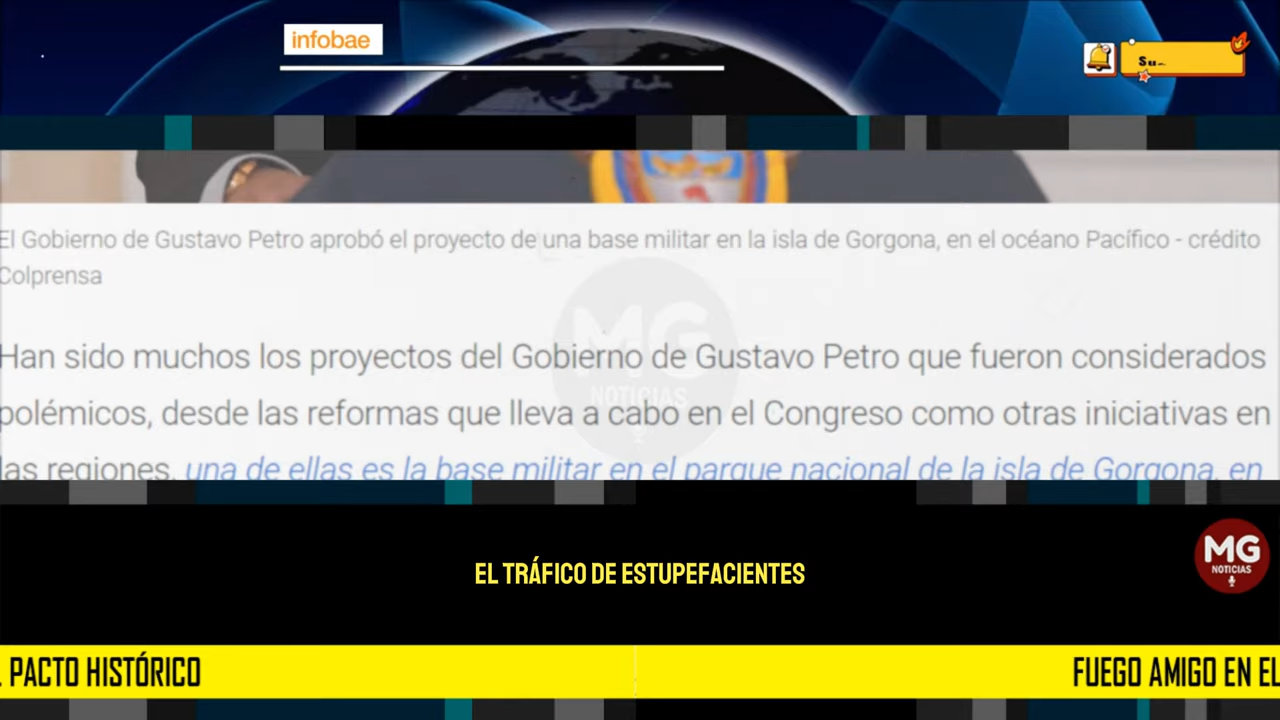 infobae
El Gobierno de Gustavo Petro aprobó el proyecto de una base militar en la isla de Gorgona, en el océano Pacífico - crédito
Colprensa
Han sido muchos los proyectos del Gobierno de Gustavo Petro que fueron considerados
polémicos, desde las reformas que lleva a cabo en el Congreso como otras iniciativas en
las regiones, una de ellas es la base militar en el parque nacional de la isla de Gorgona, en
MG
NOTICIAS
EL TRÁFICO DE ESTUPEFACIENTES
MG
NOTICIAS
PACTO HISTÓRICO
FUEGO AMIGO EN EL